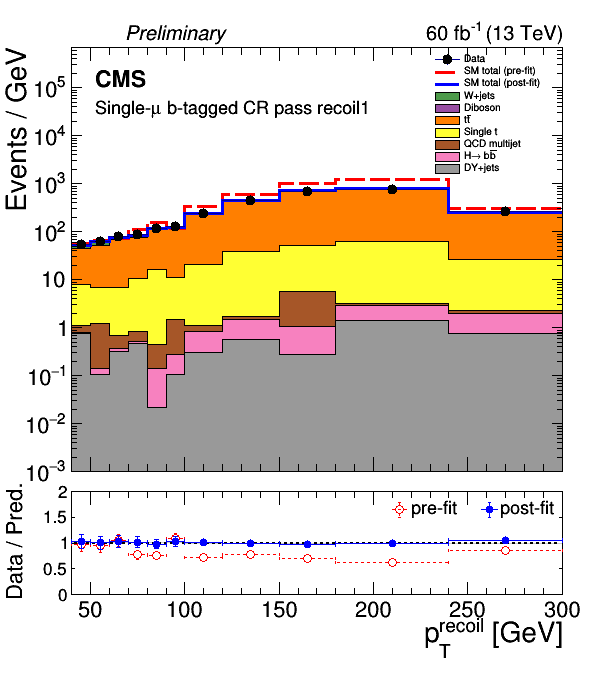 Preliminary 60 fb⁻¹ (13 TeV)
CMS
Single-μ b-tagged CR pass recoil1
Data
SM total (pre-fit)
SM total (post-fit)
W+jets
Diboson
tt̅
Single t
QCD multijet
H→ bb̅
DY+jets
Events / GeV
10⁵
10⁴
10³
10²
10
1
10⁻¹
10⁻²
10⁻³
pre-fit post-fit
Data / Pred.
2
1.5
1
0.5
0
50 100 150 200 250 300
p_T^recoil [GeV]